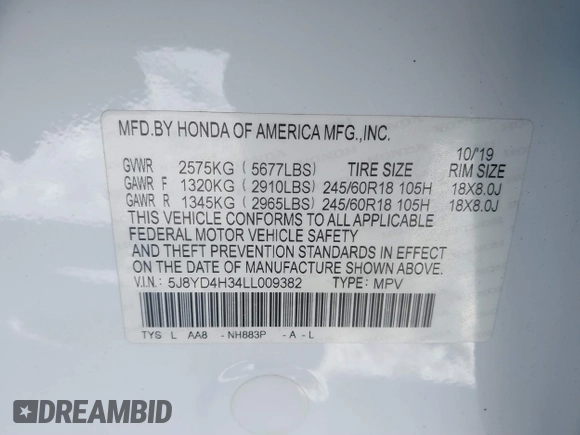 MFD.BY HONDA OF AMERICA MFG.,INC.
10/'19
GVWR 2575KG ( 5677LBS) TIRE SIZE RIM SIZE
GAWR F 1320KG ( 2910LBS) 245/60R18 105H 18X8.0J
GAWR R 1345KG ( 2965LBS) 245/60R18 105H 18X8.0J
THIS VEHICLE CONFORMS TO ALL APPLICABLE
FEDERAL MOTOR VEHICLE SAFETY
AND THEFT PREVENTION STANDARDS IN EFFECT
ON THE DATE OF MANUFACTURE SHOWN ABOVE.
V.I.N.: 5J8YD4H34LL009382 TYPE: MPV
TYS L AA8 - NH883P - A - L
DREAMBID